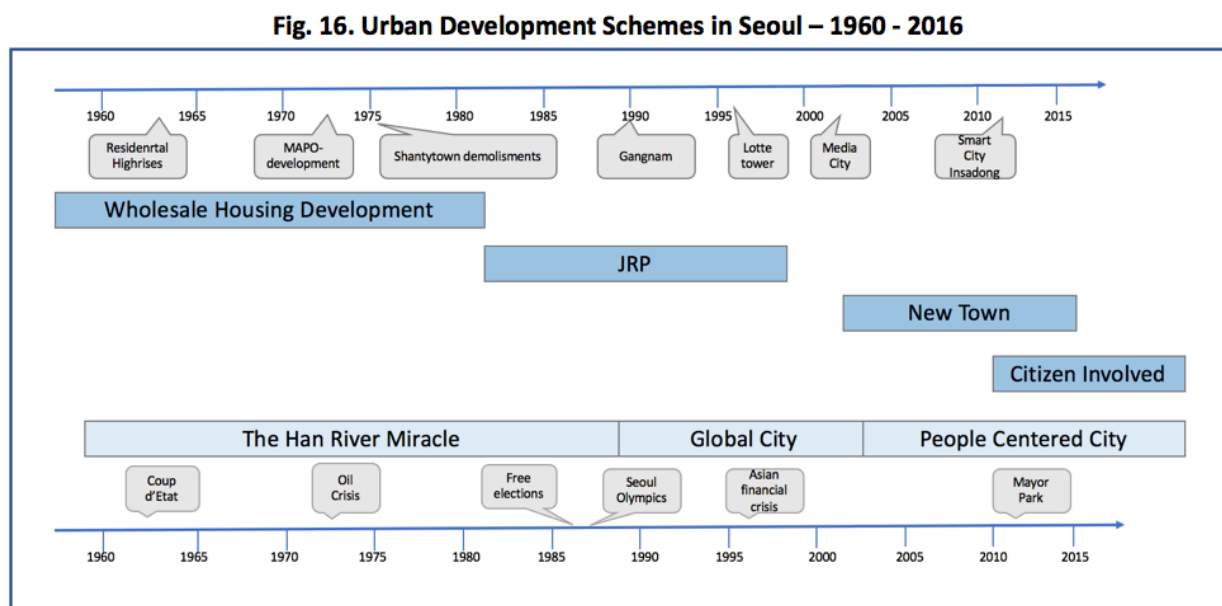 Fig. 16. Urban Development Schemes in Seoul – 1960 - 2016
1960 1965 1970 1975 1980 1985 1990 1995 2000 2005 2010 2015
Residenrtal
Highrises
MAPO-
development
Shantytown demolisments
Gangnam
Lotte
tower
Media
City
Smart
City
Insadong
Wholesale Housing Development
JRP
New Town
Citizen Involved
The Han River Miracle
Global City
People Centered City
Coup
d'Etat
Oil
Crisis
Free
elections
Seoul
Olympics
Asian
financial
crisis
Mayor
Park
1960 1965 1970 1975 1980 1985 1990 1995 2000 2005 2010 2015